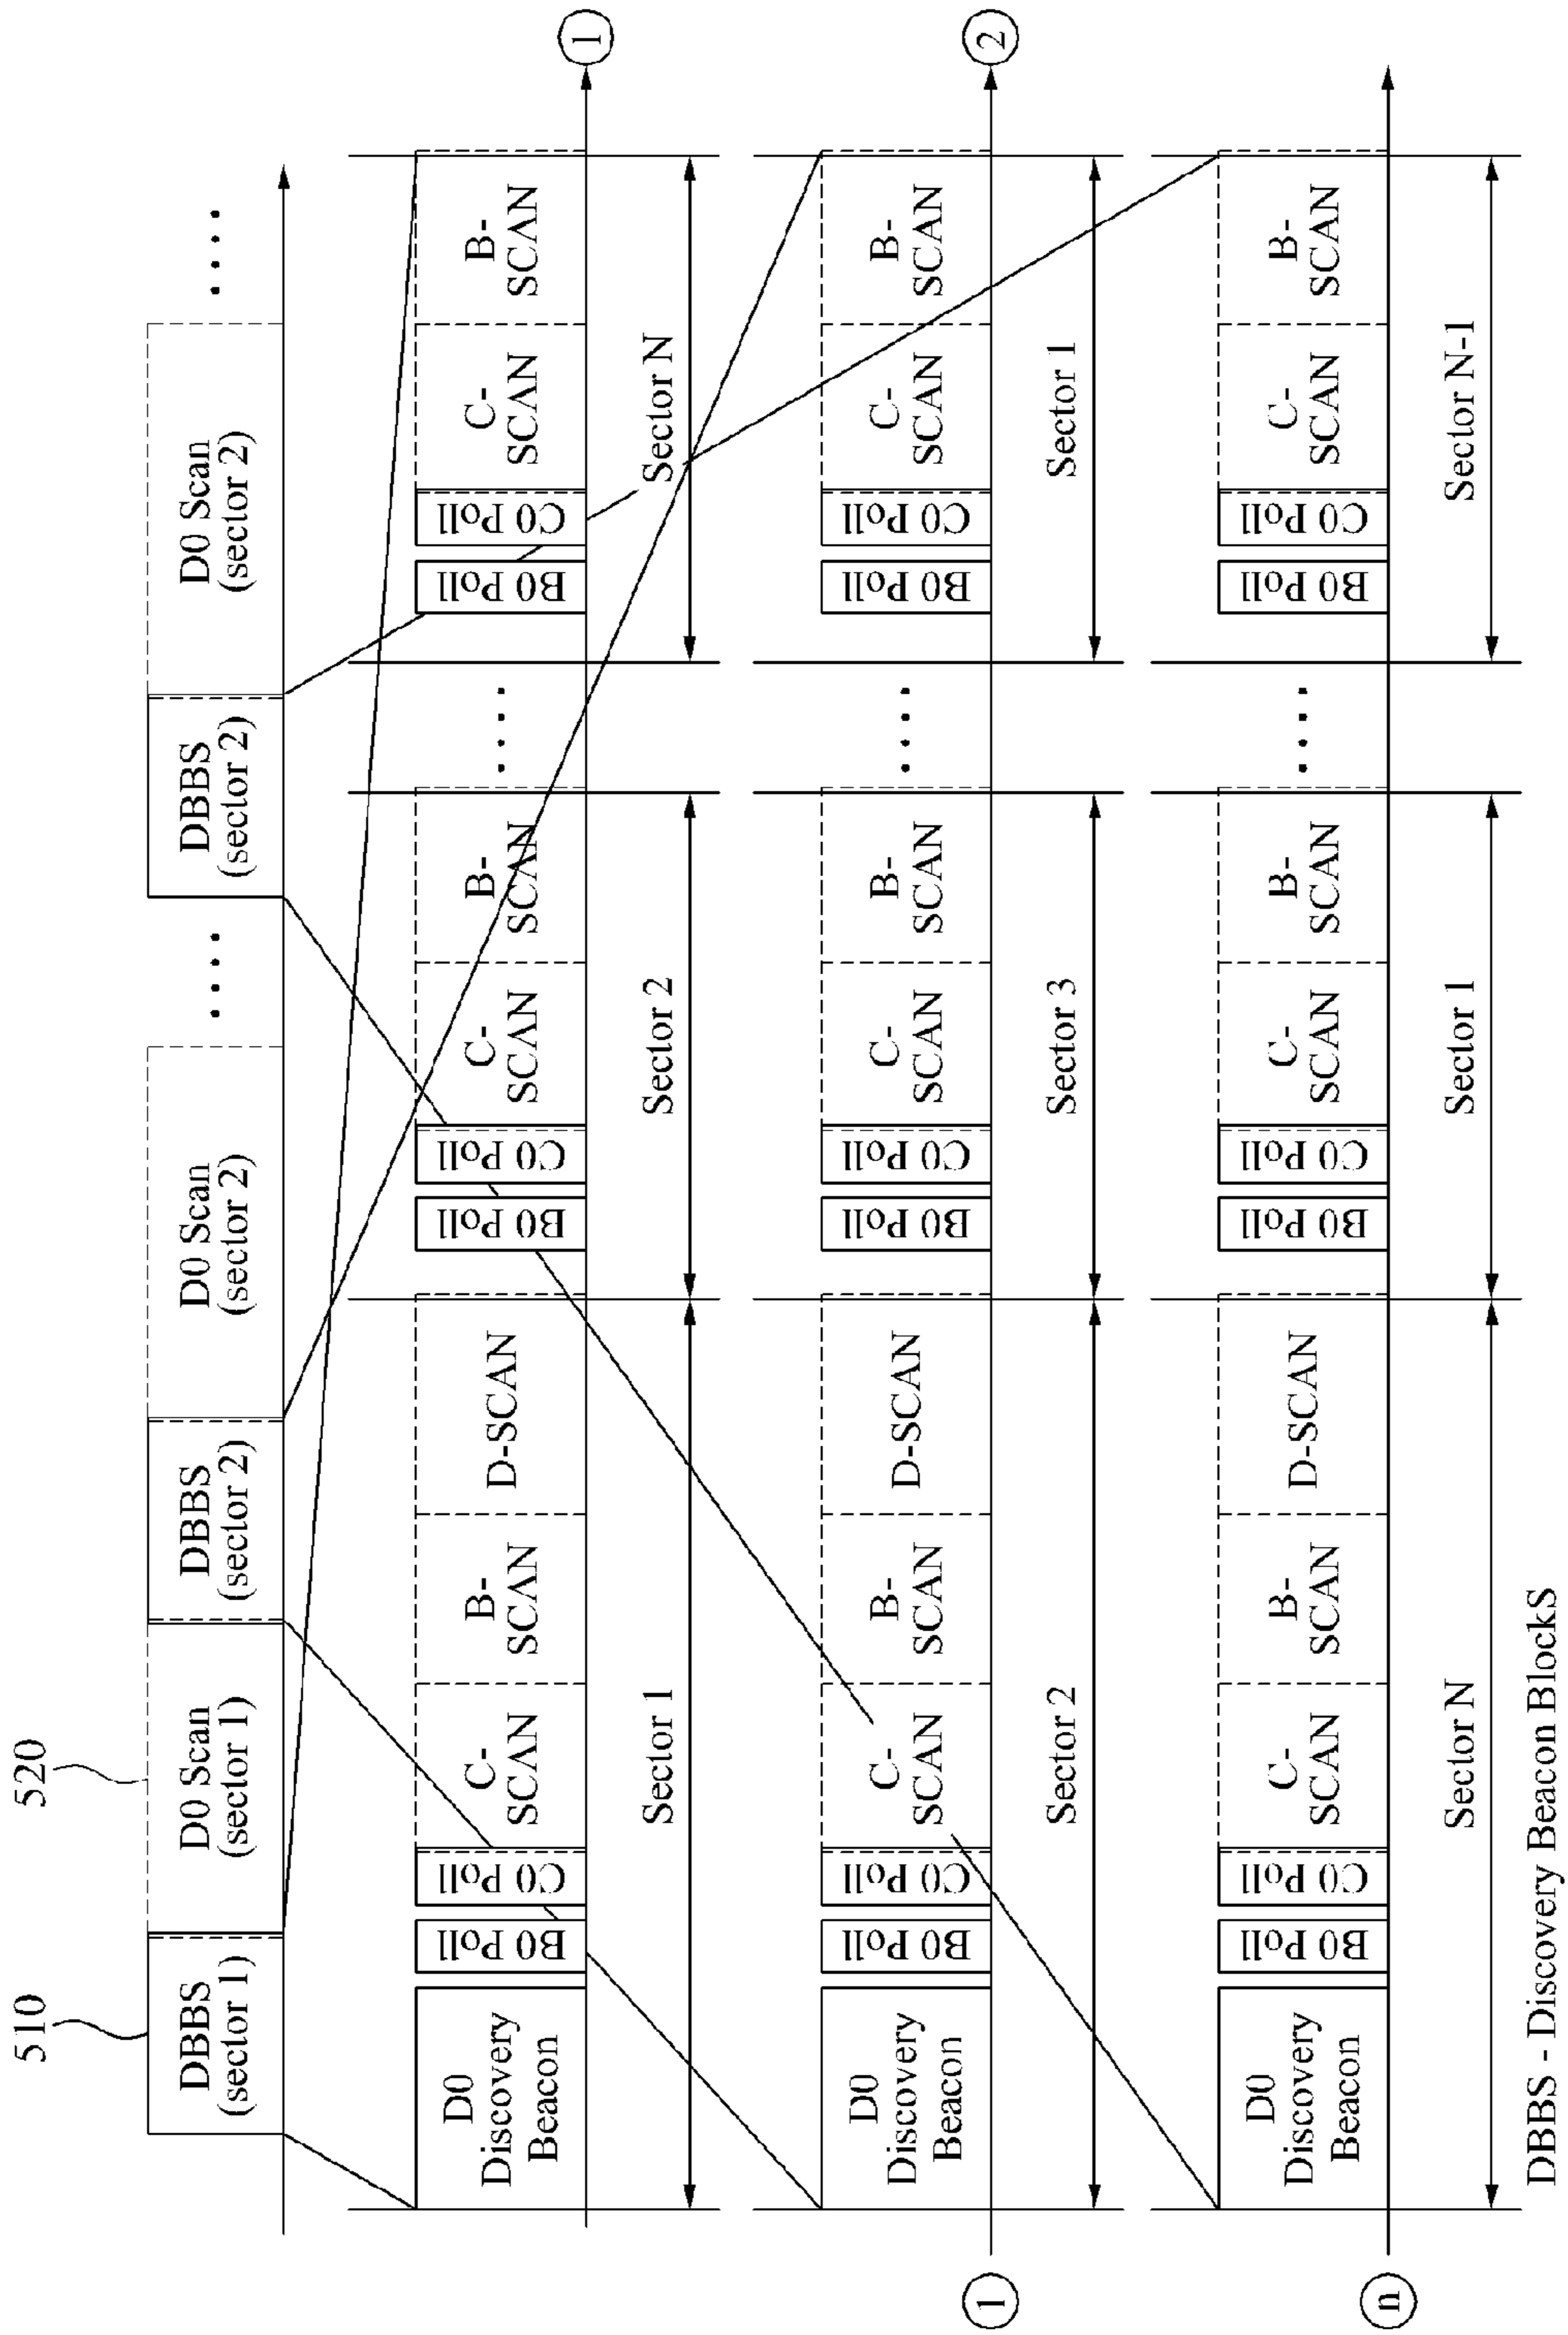 510
520
DBBS
(sector 1)
D0 Scan
(sector 1)
DBBS
(sector 2)
D0 Scan
(sector 2)
....
DBBS
(sector 2)
D0 Scan
(sector 2)
....
D0
Discovery
Beacon
B0 Poll
C0 Poll
C-
SCAN
B-
SCAN
D-SCAN
B0 Poll
C0 Poll
C-
SCAN
B-
SCAN
....
B0 Poll
C0 Poll
C-
SCAN
B-
SCAN
1
Sector 1
Sector 2
Sector N
1
D0
Discovery
Beacon
B0 Poll
C0 Poll
C-
SCAN
B-
SCAN
D-SCAN
B0 Poll
C0 Poll
C-
SCAN
B-
SCAN
....
B0 Poll
C0 Poll
C-
SCAN
B-
SCAN
2
Sector 2
Sector 3
Sector 1
n
D0
Discovery
Beacon
B0 Poll
C0 Poll
C-
SCAN
B-
SCAN
D-SCAN
B0 Poll
C0 Poll
C-
SCAN
B-
SCAN
....
B0 Poll
C0 Poll
C-
SCAN
B-
SCAN
Sector N
Sector 1
Sector N-1
DBBS - Discovery Beacon BlockS